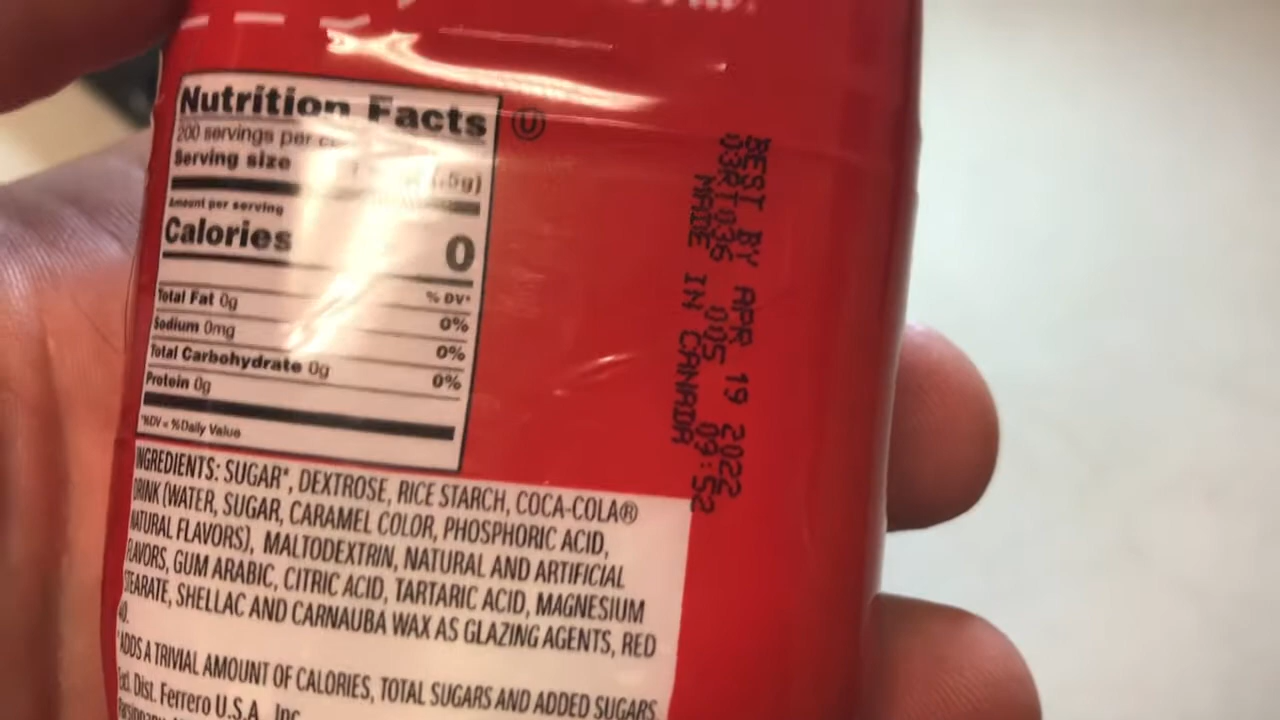 Nutrition Facts
200 servings per
Serving size
Amount per serving
Calories 0
% DV*
Total Fat 0g 0%
Sodium 0mg 0%
Total Carbohydrate 0g 0%
Protein 0g
*%DV = %Daily Value
INGREDIENTS: SUGAR*, DEXTROSE, RICE STARCH, COCA-COLA®
DRINK (WATER, SUGAR, CARAMEL COLOR, PHOSPHORIC ACID,
NATURAL FLAVORS), MALTODEXTRIN, NATURAL AND ARTIFICIAL
FLAVORS, GUM ARABIC, CITRIC ACID, TARTARIC ACID, MAGNESIUM
STEARATE, SHELLAC AND CARNAUBA WAX AS GLAZING AGENTS, RED
40.
*ADDS A TRIVIAL AMOUNT OF CALORIES, TOTAL SUGARS AND ADDED SUGARS.
Dist. Ferrero U.S.A., Inc.
U
BEST BY APR 19 2022
03RT036 005 09:52
MADE IN CANADA